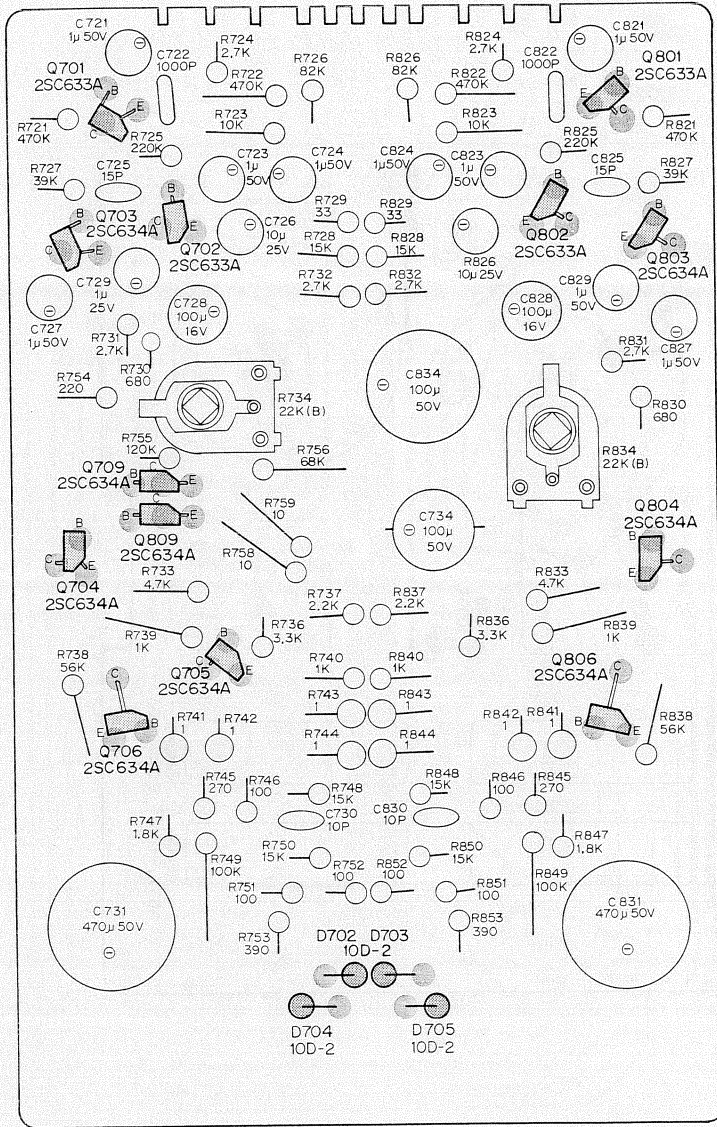 C721
1μ 50V
R724
2.7K
R824
2.7K
C821
1μ 50V
C722
1000P
R726
82K
R826
82K
C822
1000P
Q701
2SC633A
Q801
2SC633A
R722
470K
R822
470K
B
E
C
B
E
C
R721
470K
R723
10K
R823
10K
R821
470K
R725
220K
R825
220K
C723
1μ
50V
C724
1μ50V
C824
1μ50V
C823
1μ
50V
R727
39K
C725
15P
C825
15P
R827
39K
B
B
B
B
Q703
2SC634A
C
E
Q702
2SC633A
C
E
C726
10μ
25V
R729
33
R829
33
R728
15K
R828
15K
R826
10μ25V
E
C
Q802
2SC633A
E
C
Q803
2SC634A
R732
2.7K
R832
2.7K
C729
1μ
25V
C829
1μ
50V
C728
100μ
16V
C828
100μ
16V
C727
1μ50V
C827
1μ50V
R731
2.7K
R730
680
R831
2.7K
C834
100μ
50V
R754
220
R734
22K(B)
R830
680
R755
120K
R756
68K
R834
22K(B)
Q709
2SC634A
C
B
E
C
B
E
Q809
2SC634A
R759
10
C734
100μ
50V
Q804
2SC634A
B
C
E
R758
10
B
C
E
Q704
2SC634A
R733
4.7K
R833
4.7K
R737
2.2K
R837
2.2K
R739
1K
R736
3.3K
R836
3.3K
R839
1K
R738
56K
B
C
E
Q705
2SC634A
R740
1K
R840
1K
Q806
2SC634A
C
B
E
C
E
B
Q706
2SC634A
R743
1
R843
1
R741
1
R742
1
R744
1
R844
1
R842
1
R841
1
R838
56K
R745
270
R746
100
R748
15K
R848
15K
R846
100
R845
270
C730
10P
C830
10P
R747
1.8K
R847
1.8K
R749
100K
R750
15K
R850
15K
R849
100K
R752
100
R852
100
R751
100
R851
100
C731
470μ 50V
C831
470μ 50V
R753
390
R853
390
D702
D703
10D-2
D704
10D-2
D705
10D-2